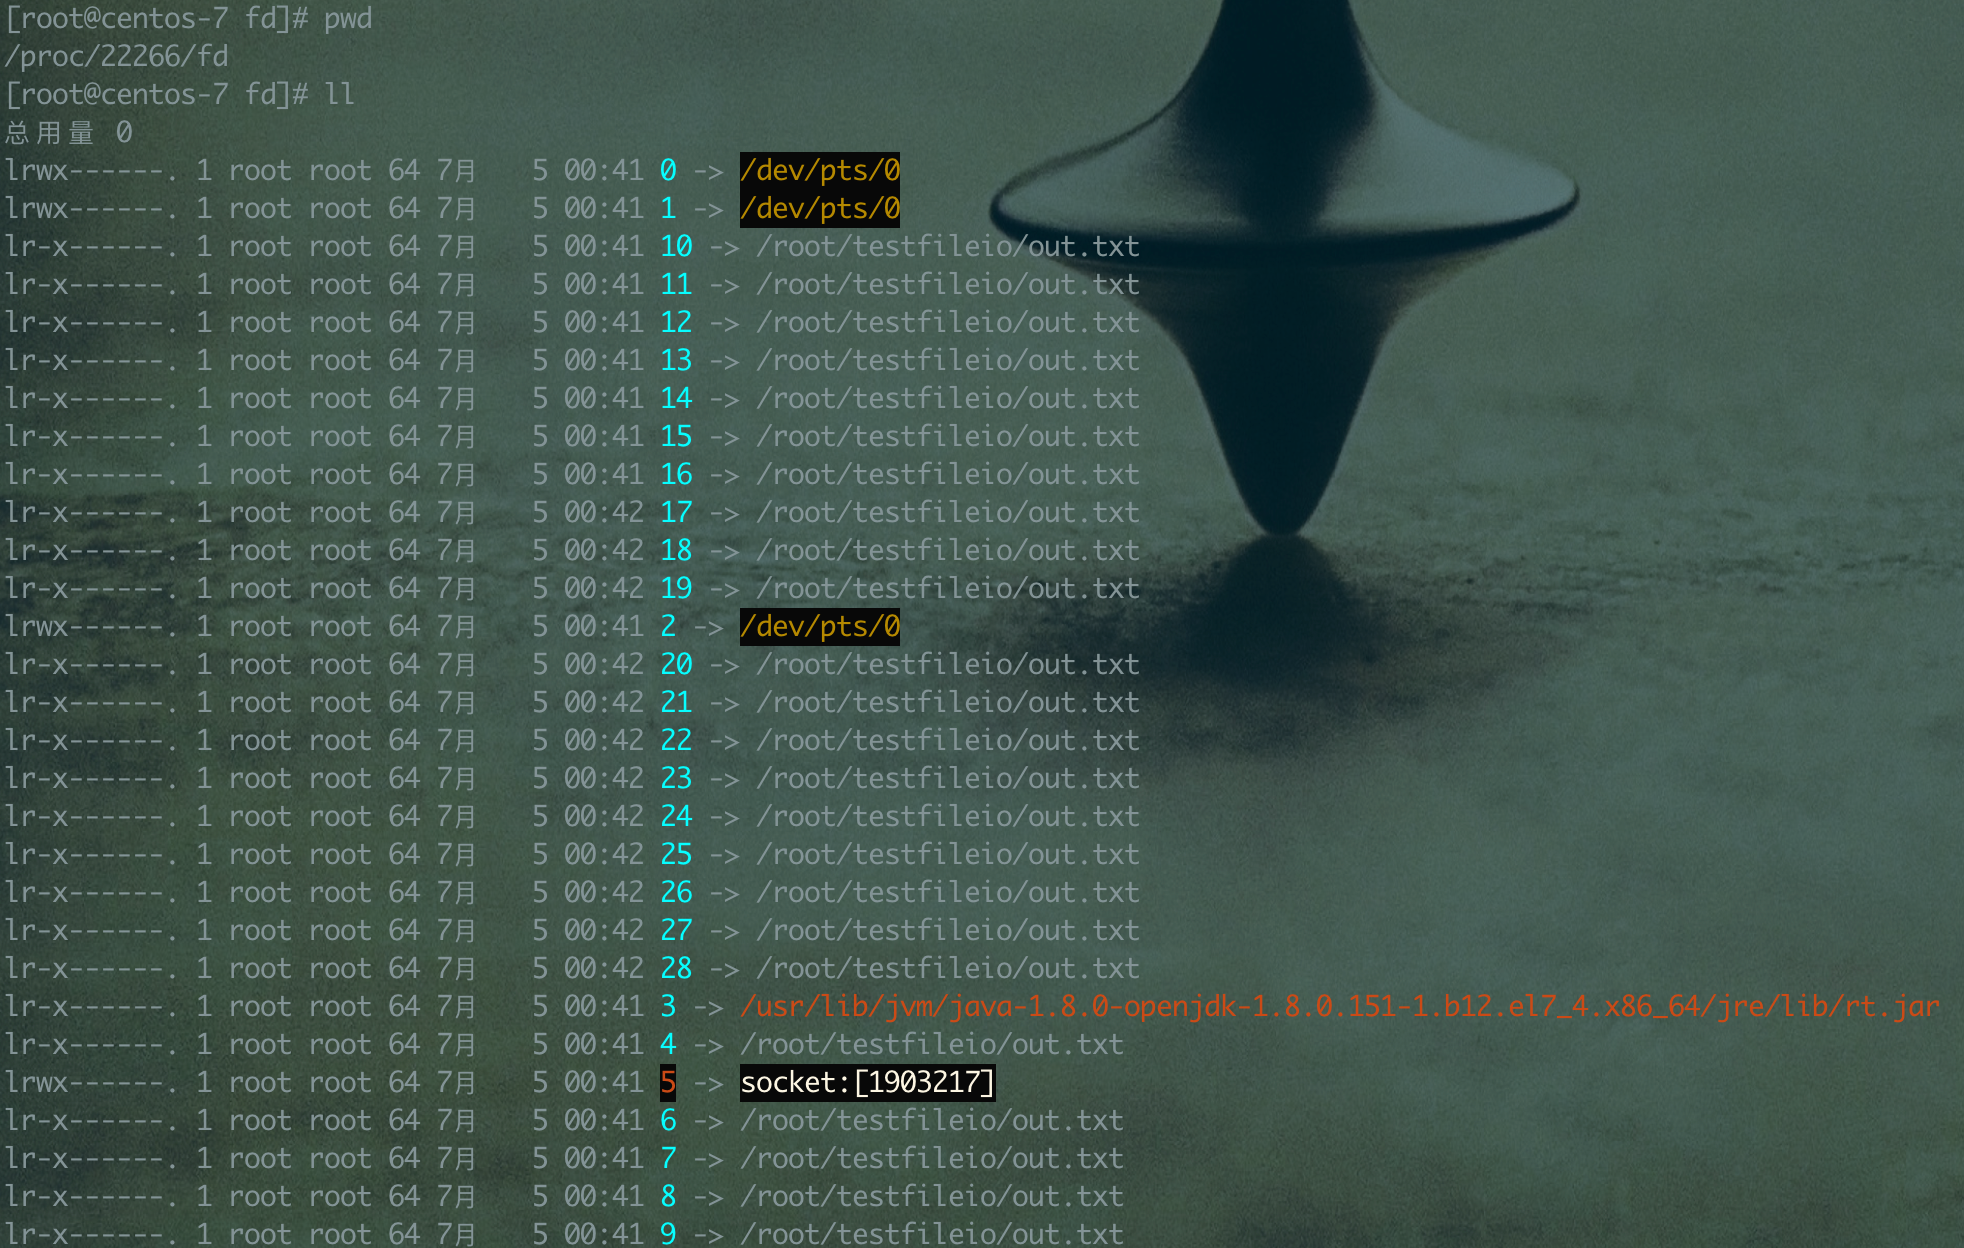 [root@centos-7 fd]# pwd
/proc/22266/fd
[root@centos-7 fd]# ll
总用量 0
lrwx------. 1 root root 64 7月   5 00:41 0 -> /dev/pts/0
lrwx------. 1 root root 64 7月   5 00:41 1 -> /dev/pts/0
lr-x------. 1 root root 64 7月   5 00:41 10 -> /root/testfileio/out.txt
lr-x------. 1 root root 64 7月   5 00:41 11 -> /root/testfileio/out.txt
lr-x------. 1 root root 64 7月   5 00:41 12 -> /root/testfileio/out.txt
lr-x------. 1 root root 64 7月   5 00:41 13 -> /root/testfileio/out.txt
lr-x------. 1 root root 64 7月   5 00:41 14 -> /root/testfileio/out.txt
lr-x------. 1 root root 64 7月   5 00:41 15 -> /root/testfileio/out.txt
lr-x------. 1 root root 64 7月   5 00:41 16 -> /root/testfileio/out.txt
lr-x------. 1 root root 64 7月   5 00:42 17 -> /root/testfileio/out.txt
lr-x------. 1 root root 64 7月   5 00:42 18 -> /root/testfileio/out.txt
lr-x------. 1 root root 64 7月   5 00:42 19 -> /root/testfileio/out.txt
lrwx------. 1 root root 64 7月   5 00:41 2 -> /dev/pts/0
lr-x------. 1 root root 64 7月   5 00:42 20 -> /root/testfileio/out.txt
lr-x------. 1 root root 64 7月   5 00:42 21 -> /root/testfileio/out.txt
lr-x------. 1 root root 64 7月   5 00:42 22 -> /root/testfileio/out.txt
lr-x------. 1 root root 64 7月   5 00:42 23 -> /root/testfileio/out.txt
lr-x------. 1 root root 64 7月   5 00:42 24 -> /root/testfileio/out.txt
lr-x------. 1 root root 64 7月   5 00:42 25 -> /root/testfileio/out.txt
lr-x------. 1 root root 64 7月   5 00:42 26 -> /root/testfileio/out.txt
lr-x------. 1 root root 64 7月   5 00:42 27 -> /root/testfileio/out.txt
lr-x------. 1 root root 64 7月   5 00:42 28 -> /root/testfileio/out.txt
lr-x------. 1 root root 64 7月   5 00:41 3 -> /usr/lib/jvm/java-1.8.0-openjdk-1.8.0.151-1.b12.el7_4.x86_64/jre/lib/rt.jar
lr-x------. 1 root root 64 7月   5 00:41 4 -> /root/testfileio/out.txt
lrwx------. 1 root root 64 7月   5 00:41 5 -> socket:[1903217]
lr-x------. 1 root root 64 7月   5 00:41 6 -> /root/testfileio/out.txt
lr-x------. 1 root root 64 7月   5 00:41 7 -> /root/testfileio/out.txt
lr-x------. 1 root root 64 7月   5 00:41 8 -> /root/testfileio/out.txt
lr-x------. 1 root root 64 7月   5 00:41 9 -> /root/testfileio/out.txt